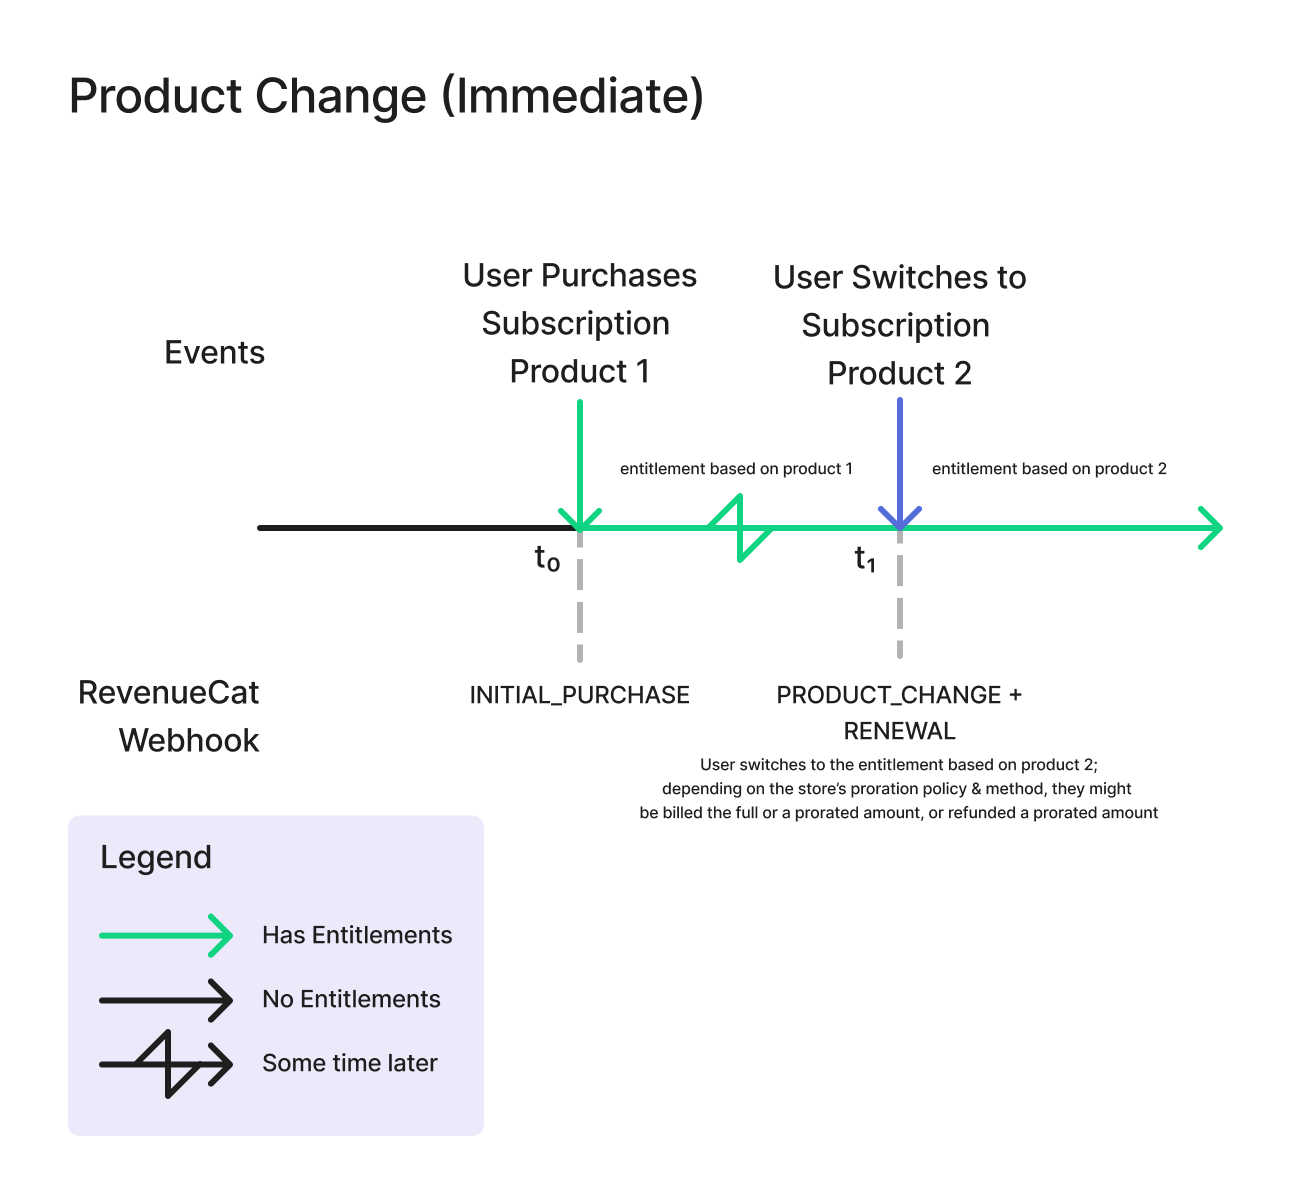 Product Change (Immediate)
User Purchases
Subscription
Product 1
User Switches to
Subscription
Product 2
Events
entitlement based on product 1
entitlement based on product 2
t₀
t₁
RevenueCat
Webhook
INITIAL_PURCHASE
PRODUCT_CHANGE +
RENEWAL
User switches to the entitlement based on product 2;
depending on the store’s proration policy & method, they might
be billed the full or a prorated amount, or refunded a prorated amount
Legend
Has Entitlements
No Entitlements
Some time later